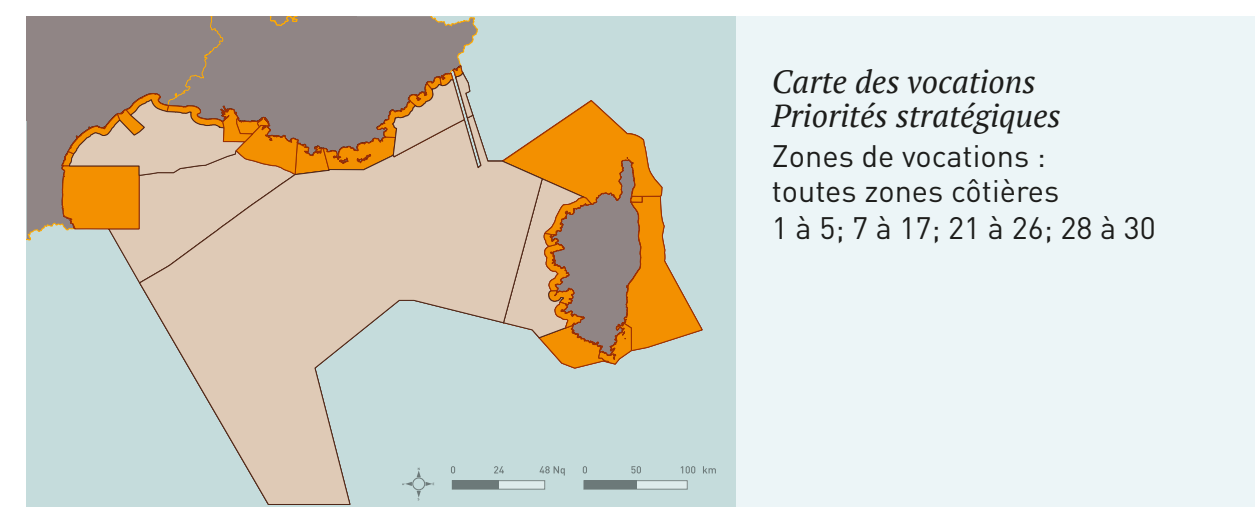 Carte des vocations
Priorités stratégiques
Zones de vocations :
toutes zones côtières
1 à 5; 7 à 17; 21 à 26; 28 à 30
0 24 48 Nq 0 50 100 km